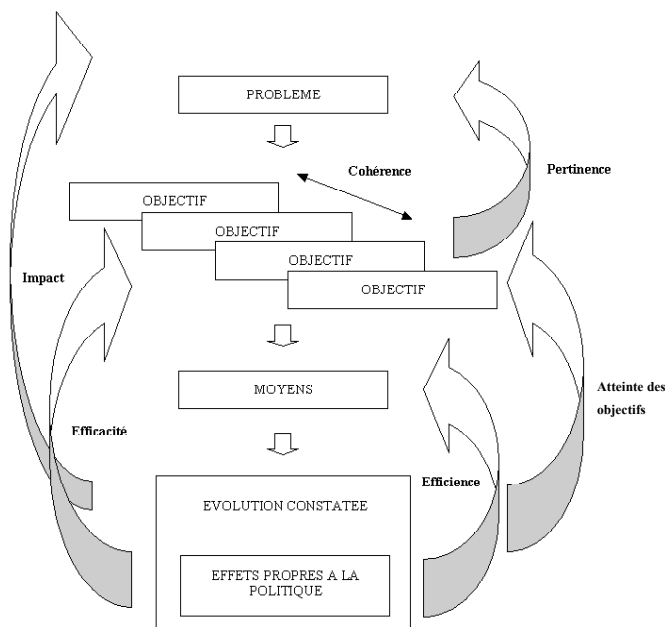 PROBLEME
Cohérence
Pertinence
OBJECTIF
OBJECTIF
OBJECTIF
OBJECTIF
Impact
MOYENS
Atteinte des
objectifs
Efficacité
Efficience
EVOLUTION CONSTATEE
EFFETS PROPRES A LA
POLITIQUE